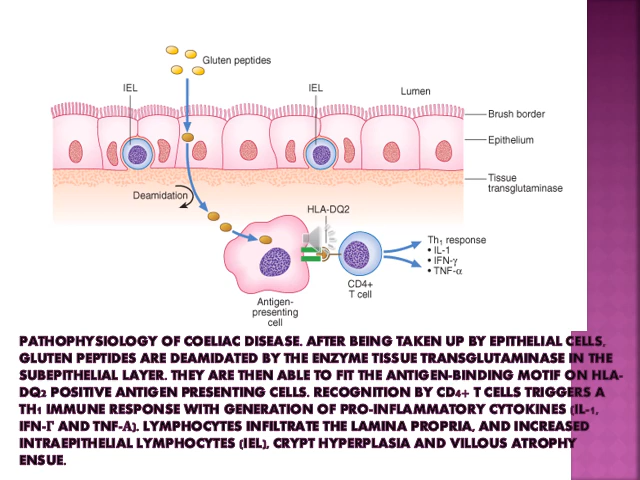 Gluten peptides
IEL
IEL
Lumen
Brush border
Epithelium
Tissue
transglutaminase
Deamidation
HLA-DQ2
Th1 response
• IL-1
• IFN-γ
• TNF-α
CD4+
T cell
Antigen-
presenting
cell
PATHOPHYSIOLOGY OF COELIAC DISEASE. AFTER BEING TAKEN UP BY EPITHELIAL CELLS,
GLUTEN PEPTIDES ARE DEAMIDATED BY THE ENZYME TISSUE TRANSGLUTAMINASE IN THE
SUBEPITHELIAL LAYER. THEY ARE THEN ABLE TO FIT THE ANTIGEN-BINDING MOTIF ON HLA-
DQ2 POSITIVE ANTIGEN PRESENTING CELLS. RECOGNITION BY CD4+ T CELLS TRIGGERS A
TH1 IMMUNE RESPONSE WITH GENERATION OF PRO-INFLAMMATORY CYTOKINES (IL-1,
IFN-Γ AND TNF-Α). LYMPHOCYTES INFILTRATE THE LAMINA PROPRIA, AND INCREASED
INTRAEPITHELIAL LYMPHOCYTES (IEL), CRYPT HYPERPLASIA AND VILLOUS ATROPHY
ENSUE.